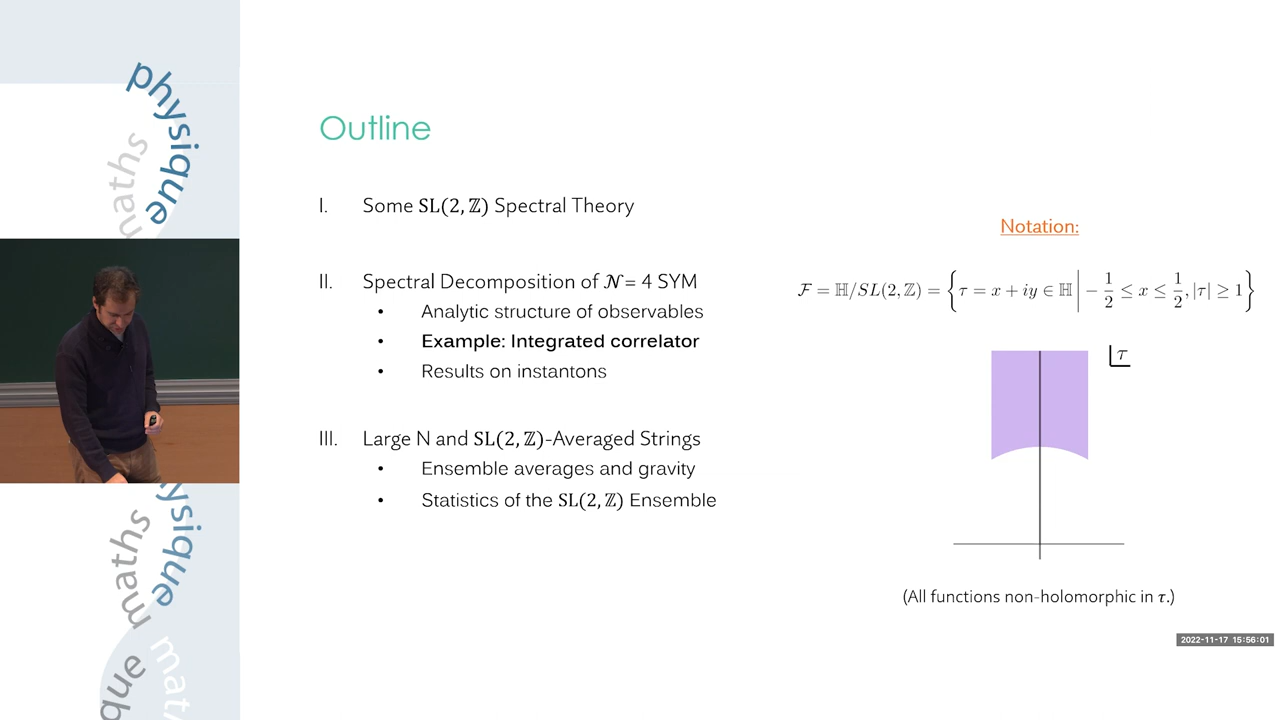 physique
maths
Outline
I. Some SL(2, ℤ) Spectral Theory
II. Spectral Decomposition of 𝒩 = 4 SYM
• Analytic structure of observables
• Example: Integrated correlator
• Results on instantons
III. Large N and SL(2, ℤ)-Averaged Strings
• Ensemble averages and gravity
• Statistics of the SL(2, ℤ) Ensemble
Notation:
ℱ = ℍ/SL(2, ℤ) = { τ = x + iy ∈ ℍ | − 1/2 ≤ x ≤ 1/2, |τ| ≥ 1 }
τ
(All functions non-holomorphic in τ.)
2022-11-17 15:56:01
ysique
maths
que
mat